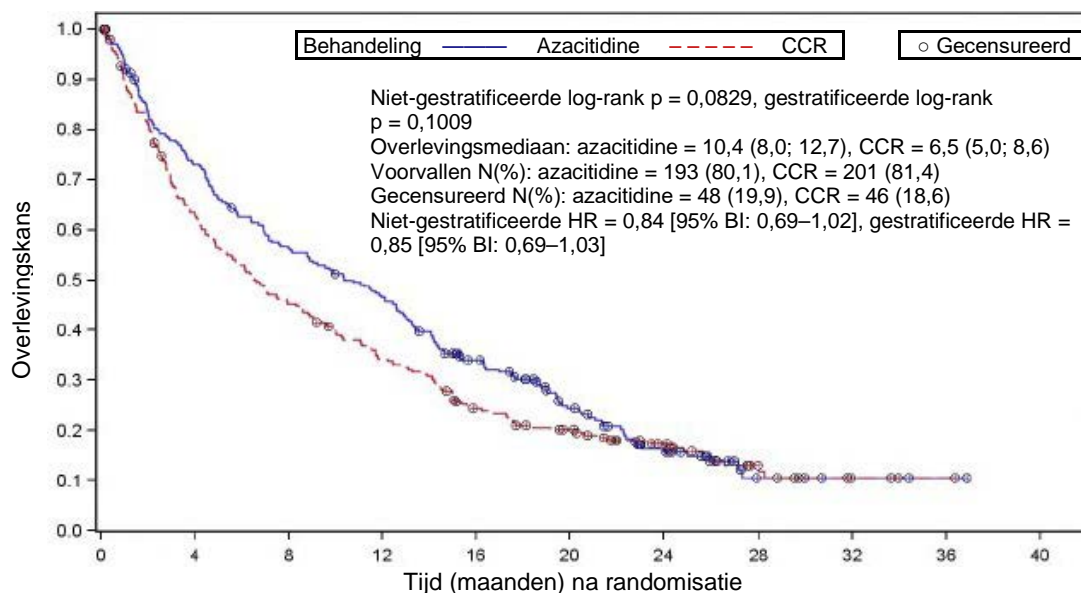 Behandeling Azacitidine CCR Gecensureerd
Niet-gestratificeerde log-rank p = 0,0829, gestratificeerde log-rank
p = 0,1009
Overlevingsmediaan: azacitidine = 10,4 (8,0; 12,7), CCR = 6,5 (5,0; 8,6)
Voorvallen N(%): azacitidine = 193 (80,1), CCR = 201 (81,4)
Gecensureerd N(%): azacitidine = 48 (19,9), CCR = 46 (18,6)
Niet-gestratificeerde HR = 0,84 [95% BI: 0,69–1,02], gestratificeerde HR =
0,85 [95% BI: 0,69–1,03]
Overlevingskans
1.0
0.9
0.8
0.7
0.6
0.5
0.4
0.3
0.2
0.1
0.0
0 4 8 12 16 20 24 28 32 36 40
Tijd (maanden) na randomisatie